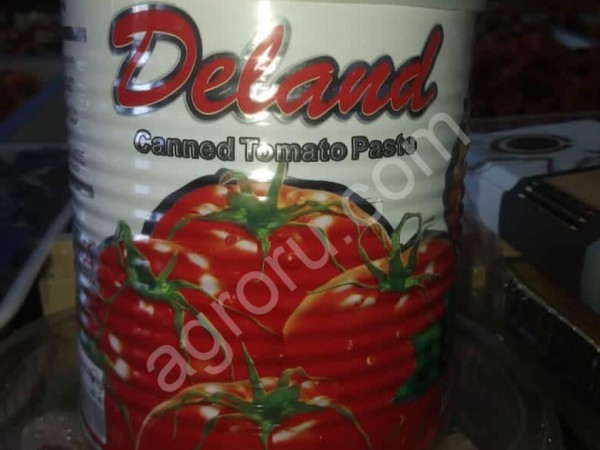 Deland
Canned Tomato Paste
agroru.com